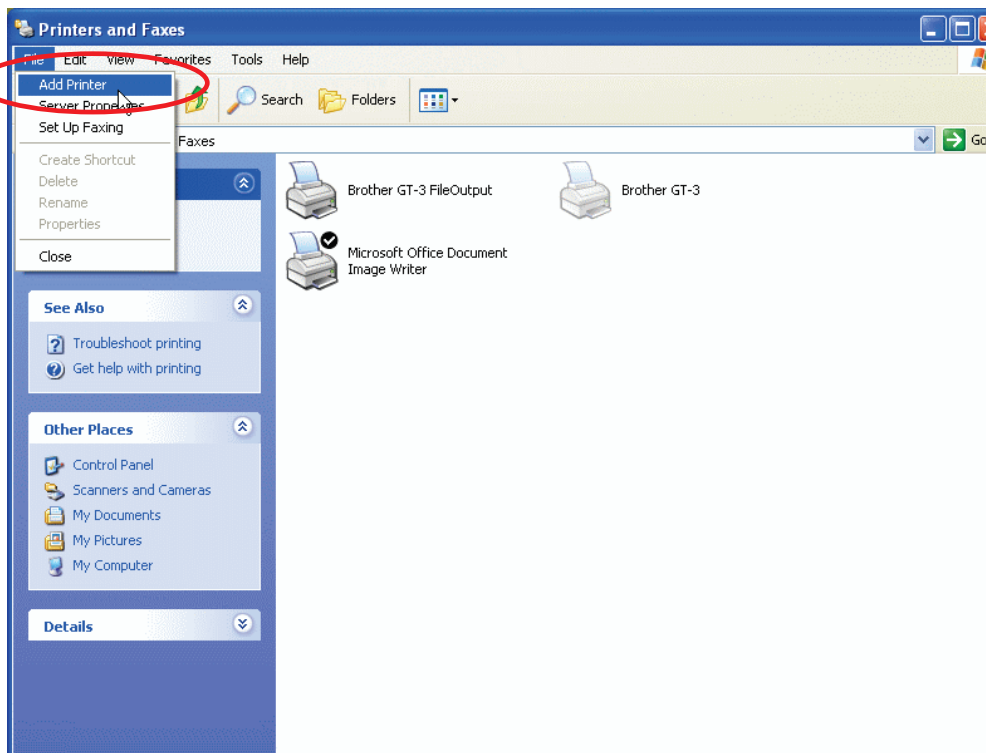 Printers and Faxes
File Edit View Favorites Tools Help
Add Printer
Server Properties
Set Up Faxing
Create Shortcut
Delete
Rename
Properties
Close
Search Folders
Faxes
Go
Brother GT-3 FileOutput
Brother GT-3
Microsoft Office Document
Image Writer
See Also
Troubleshoot printing
Get help with printing
Other Places
Control Panel
Scanners and Cameras
My Documents
My Pictures
My Computer
Details